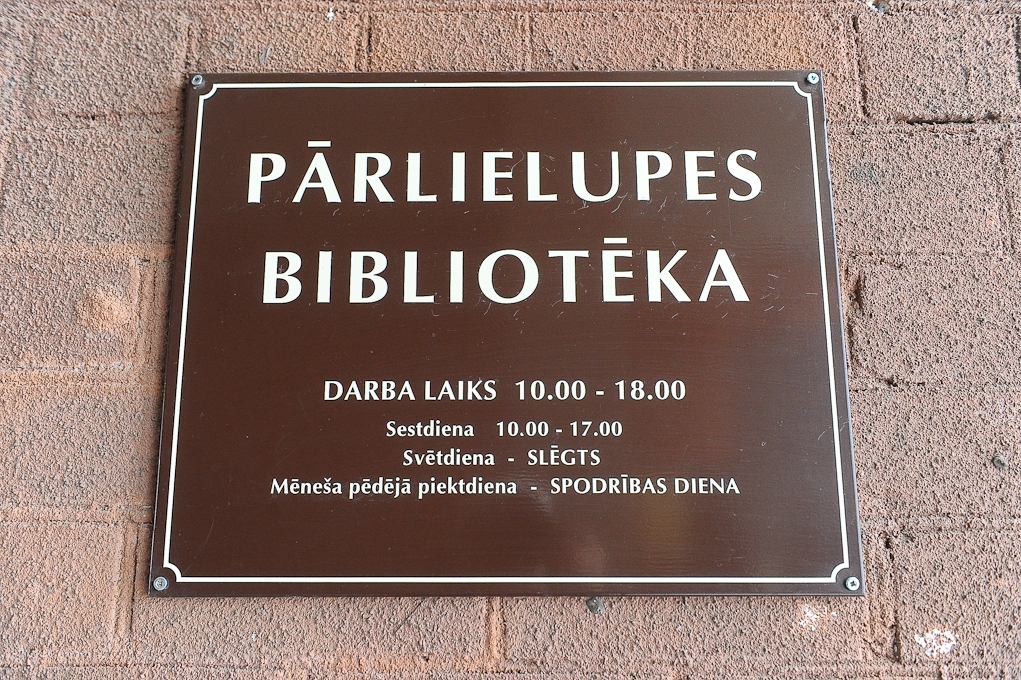 PĀRLIELUPES
BIBLIOTĒKA
DARBA LAIKS 10.00 - 18.00
Sestdiena 10.00 - 17.00
Svētdiena - SLĒGTS
Mēneša pēdējā piektdiena - SPODRĪBAS DIENA